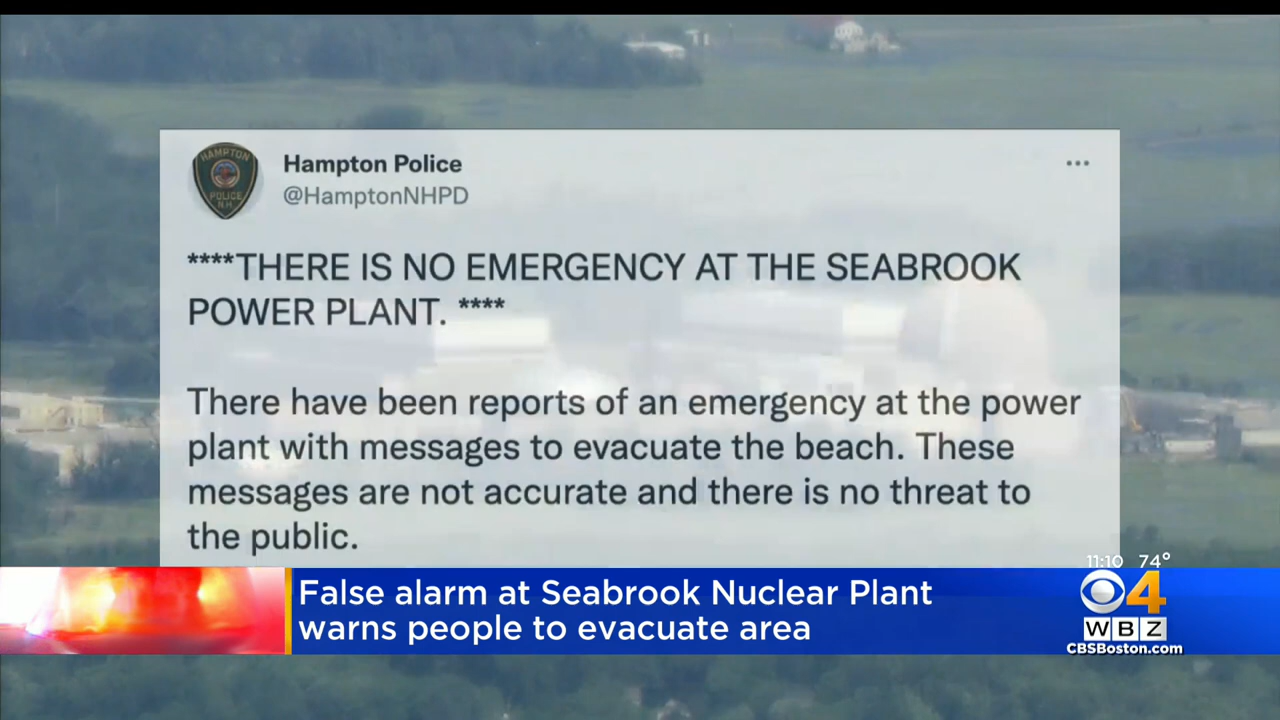 HAMPTON
POLICE
N.H.
Hampton Police
@HamptonNHPD
****THERE IS NO EMERGENCY AT THE SEABROOK
POWER PLANT. ****
There have been reports of an emergency at the power
plant with messages to evacuate the beach. These
messages are not accurate and there is no threat to
the public.
False alarm at Seabrook Nuclear Plant
warns people to evacuate area
11:10 74°
4
WBZ
CBSBoston.com